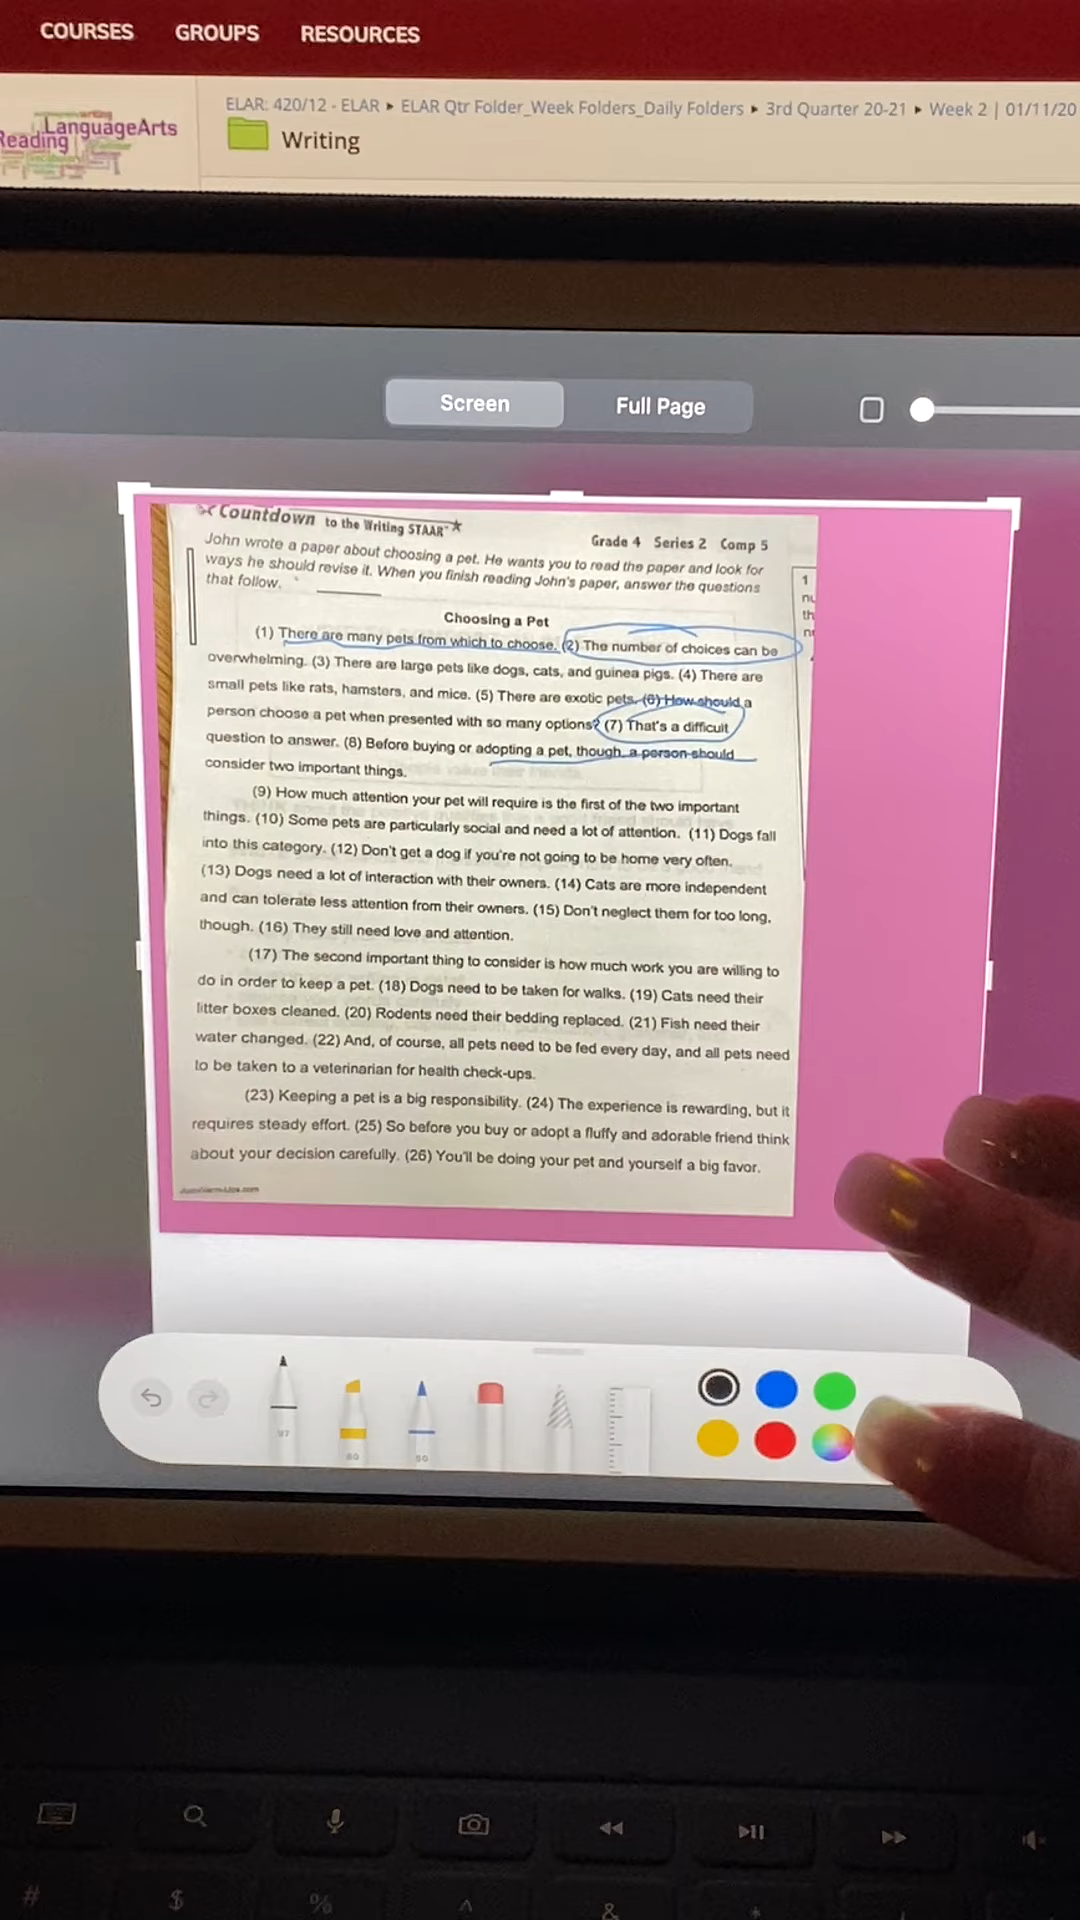 COURSES GROUPS RESOURCES
ELAR: 420/12 - ELAR ▸ ELAR Qtr Folder_Week Folders_Daily Folders ▸ 3rd Quarter 20-21 ▸ Week 2 | 01/11/20
writing
LanguageArts
Reading
Writing
Screen Full Page
Countdown to the Writing STAAR
Grade 4 Series 2 Comp 5
John wrote a paper about choosing a pet. He wants you to read the paper and look for
ways he should revise it. When you finish reading John's paper, answer the questions
that follow.
1
nu
th
Choosing a Pet
(1) There are many pets from which to choose. (2) The number of choices can be
overwhelming. (3) There are large pets like dogs, cats, and guinea pigs. (4) There are
small pets like rats, hamsters, and mice. (5) There are exotic pets. (6) How should a
person choose a pet when presented with so many options? (7) That's a difficult
question to answer. (8) Before buying or adopting a pet, though, a person should
consider two important things.
(9) How much attention your pet will require is the first of the two important
things. (10) Some pets are particularly social and need a lot of attention. (11) Dogs fall
into this category. (12) Don't get a dog if you're not going to be home very often.
(13) Dogs need a lot of interaction with their owners. (14) Cats are more independent
and can tolerate less attention from their owners. (15) Don't neglect them for too long,
though. (16) They still need love and attention.
(17) The second important thing to consider is how much work you are willing to
do in order to keep a pet. (18) Dogs need to be taken for walks. (19) Cats need their
litter boxes cleaned. (20) Rodents need their bedding replaced. (21) Fish need their
water changed. (22) And, of course, all pets need to be fed every day, and all pets need
to be taken to a veterinarian for health check-ups.
(23) Keeping a pet is a big responsibility. (24) The experience is rewarding, but it
requires steady effort. (25) So before you buy or adopt a fluffy and adorable friend think
about your decision carefully. (26) You'll be doing your pet and yourself a big favor.
97
80
50
# $ % ^ & *